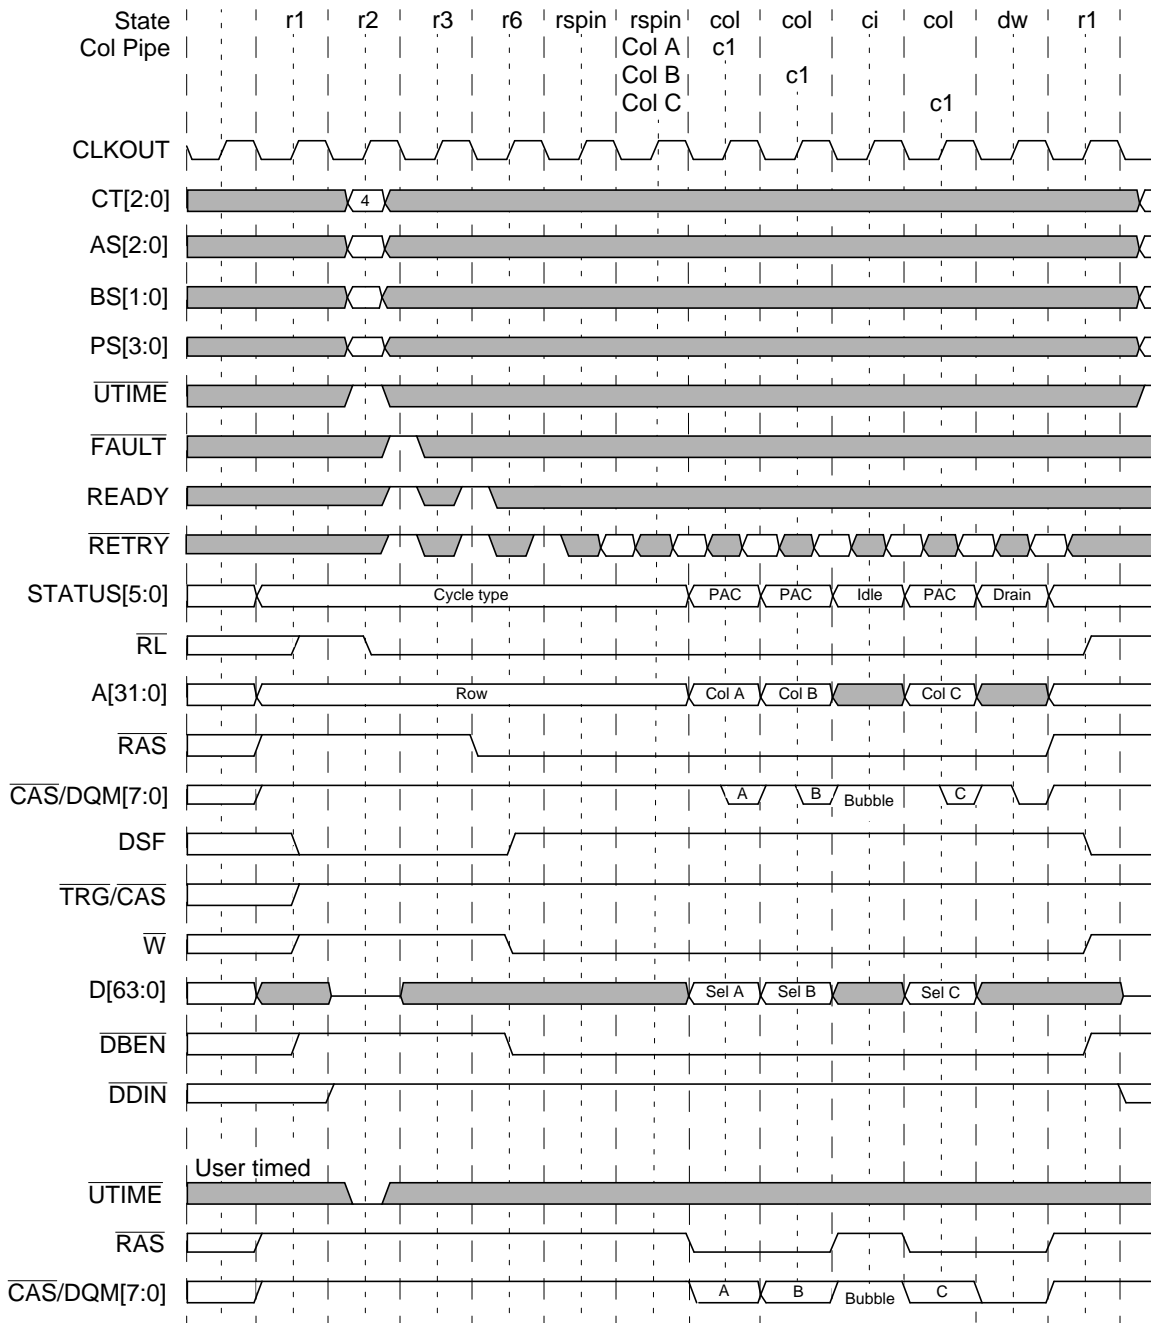 State r1 r2 r3 r6 rspin rspin col col ci col dw r1
Col Pipe Col A c1
Col B c1
Col C c1
CLKOUT
CT[2:0] 4
AS[2:0]
BS[1:0]
PS[3:0]
UTIME
FAULT
READY
RETRY
STATUS[5:0] Cycle type PAC PAC Idle PAC Drain
RL
A[31:0] Row Col A Col B Col C
RAS
CAS/DQM[7:0] A B Bubble C
DSF
TRG/CAS
W
D[63:0] Sel A Sel B Sel C
DBEN
DDIN
User timed
UTIME
RAS
CAS/DQM[7:0] A B Bubble C